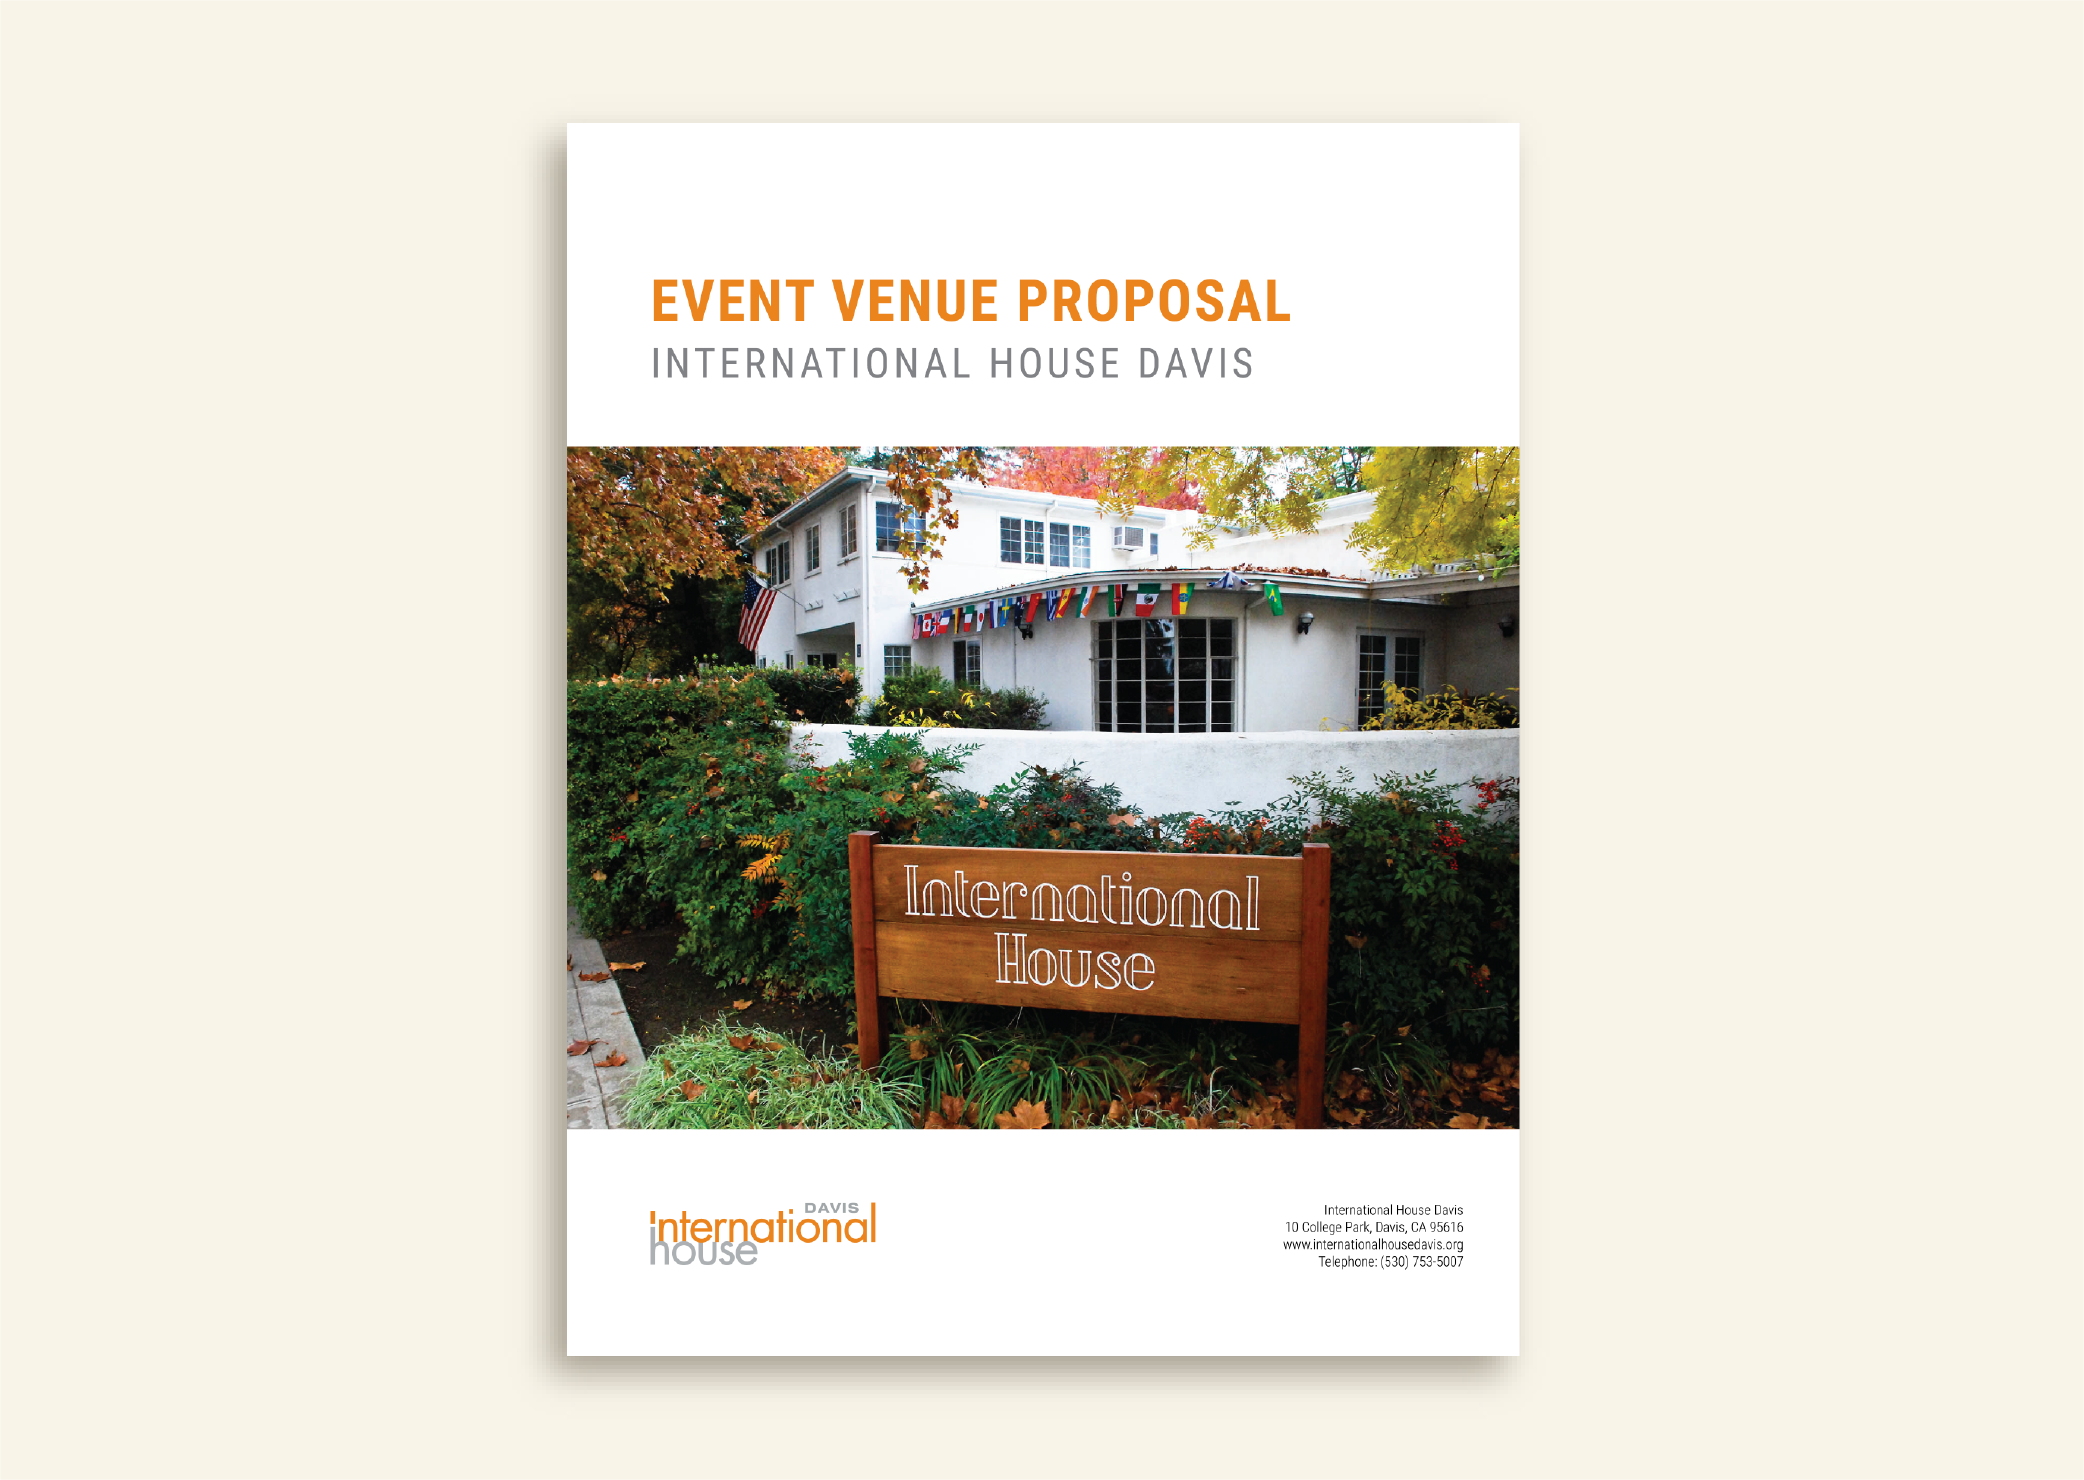 EVENT VENUE PROPOSAL
INTERNATIONAL HOUSE DAVIS
International
House
DAVIS
international
house
International House Davis
10 College Park, Davis, CA 95616
www.internationalhousedavis.org
Telephone: (530) 753-5007